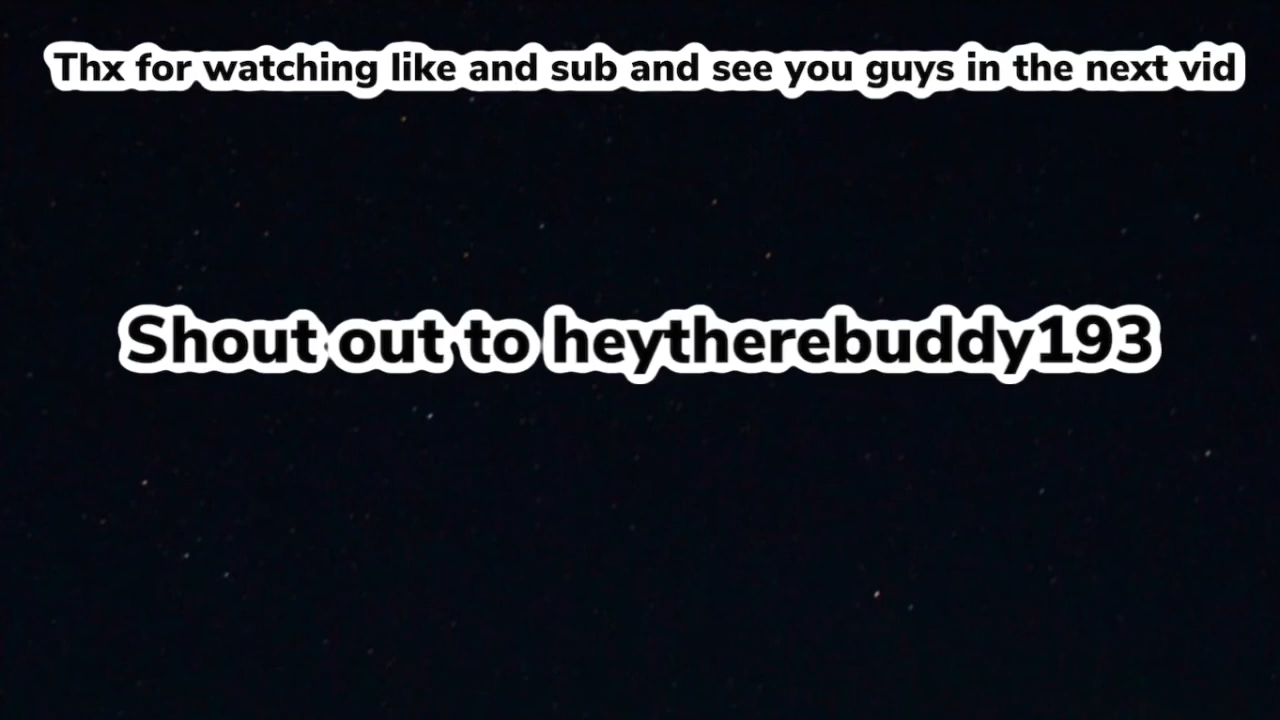 Thx for watching like and sub and see you guys in the next vid
Shout out to heytherebuddy193